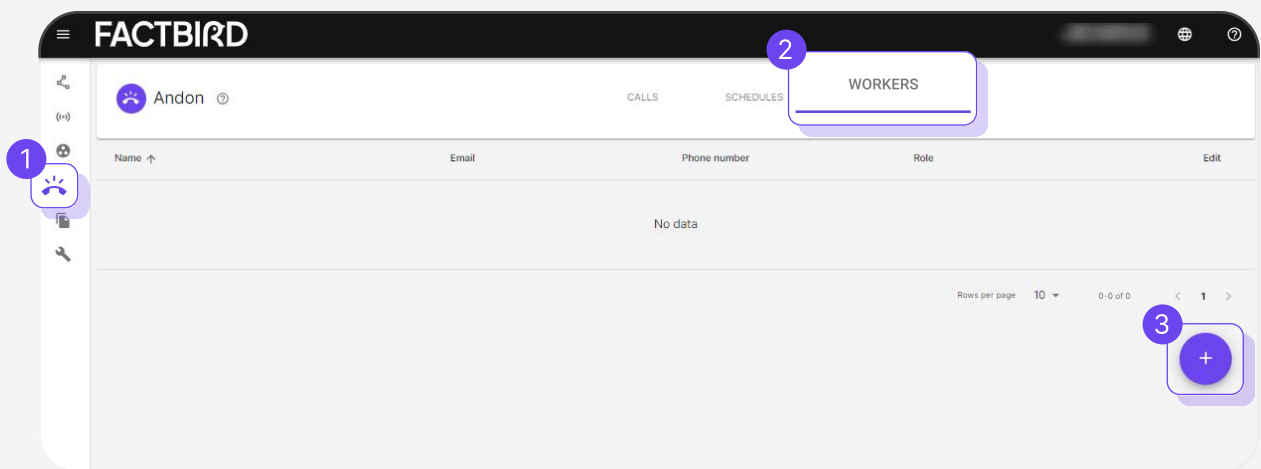 FACTBIRD
2
Andon
CALLS SCHEDULES WORKERS
1
Name Email Phone number Role Edit
No data
Rows per page 10 0-0 of 0 1
3
+